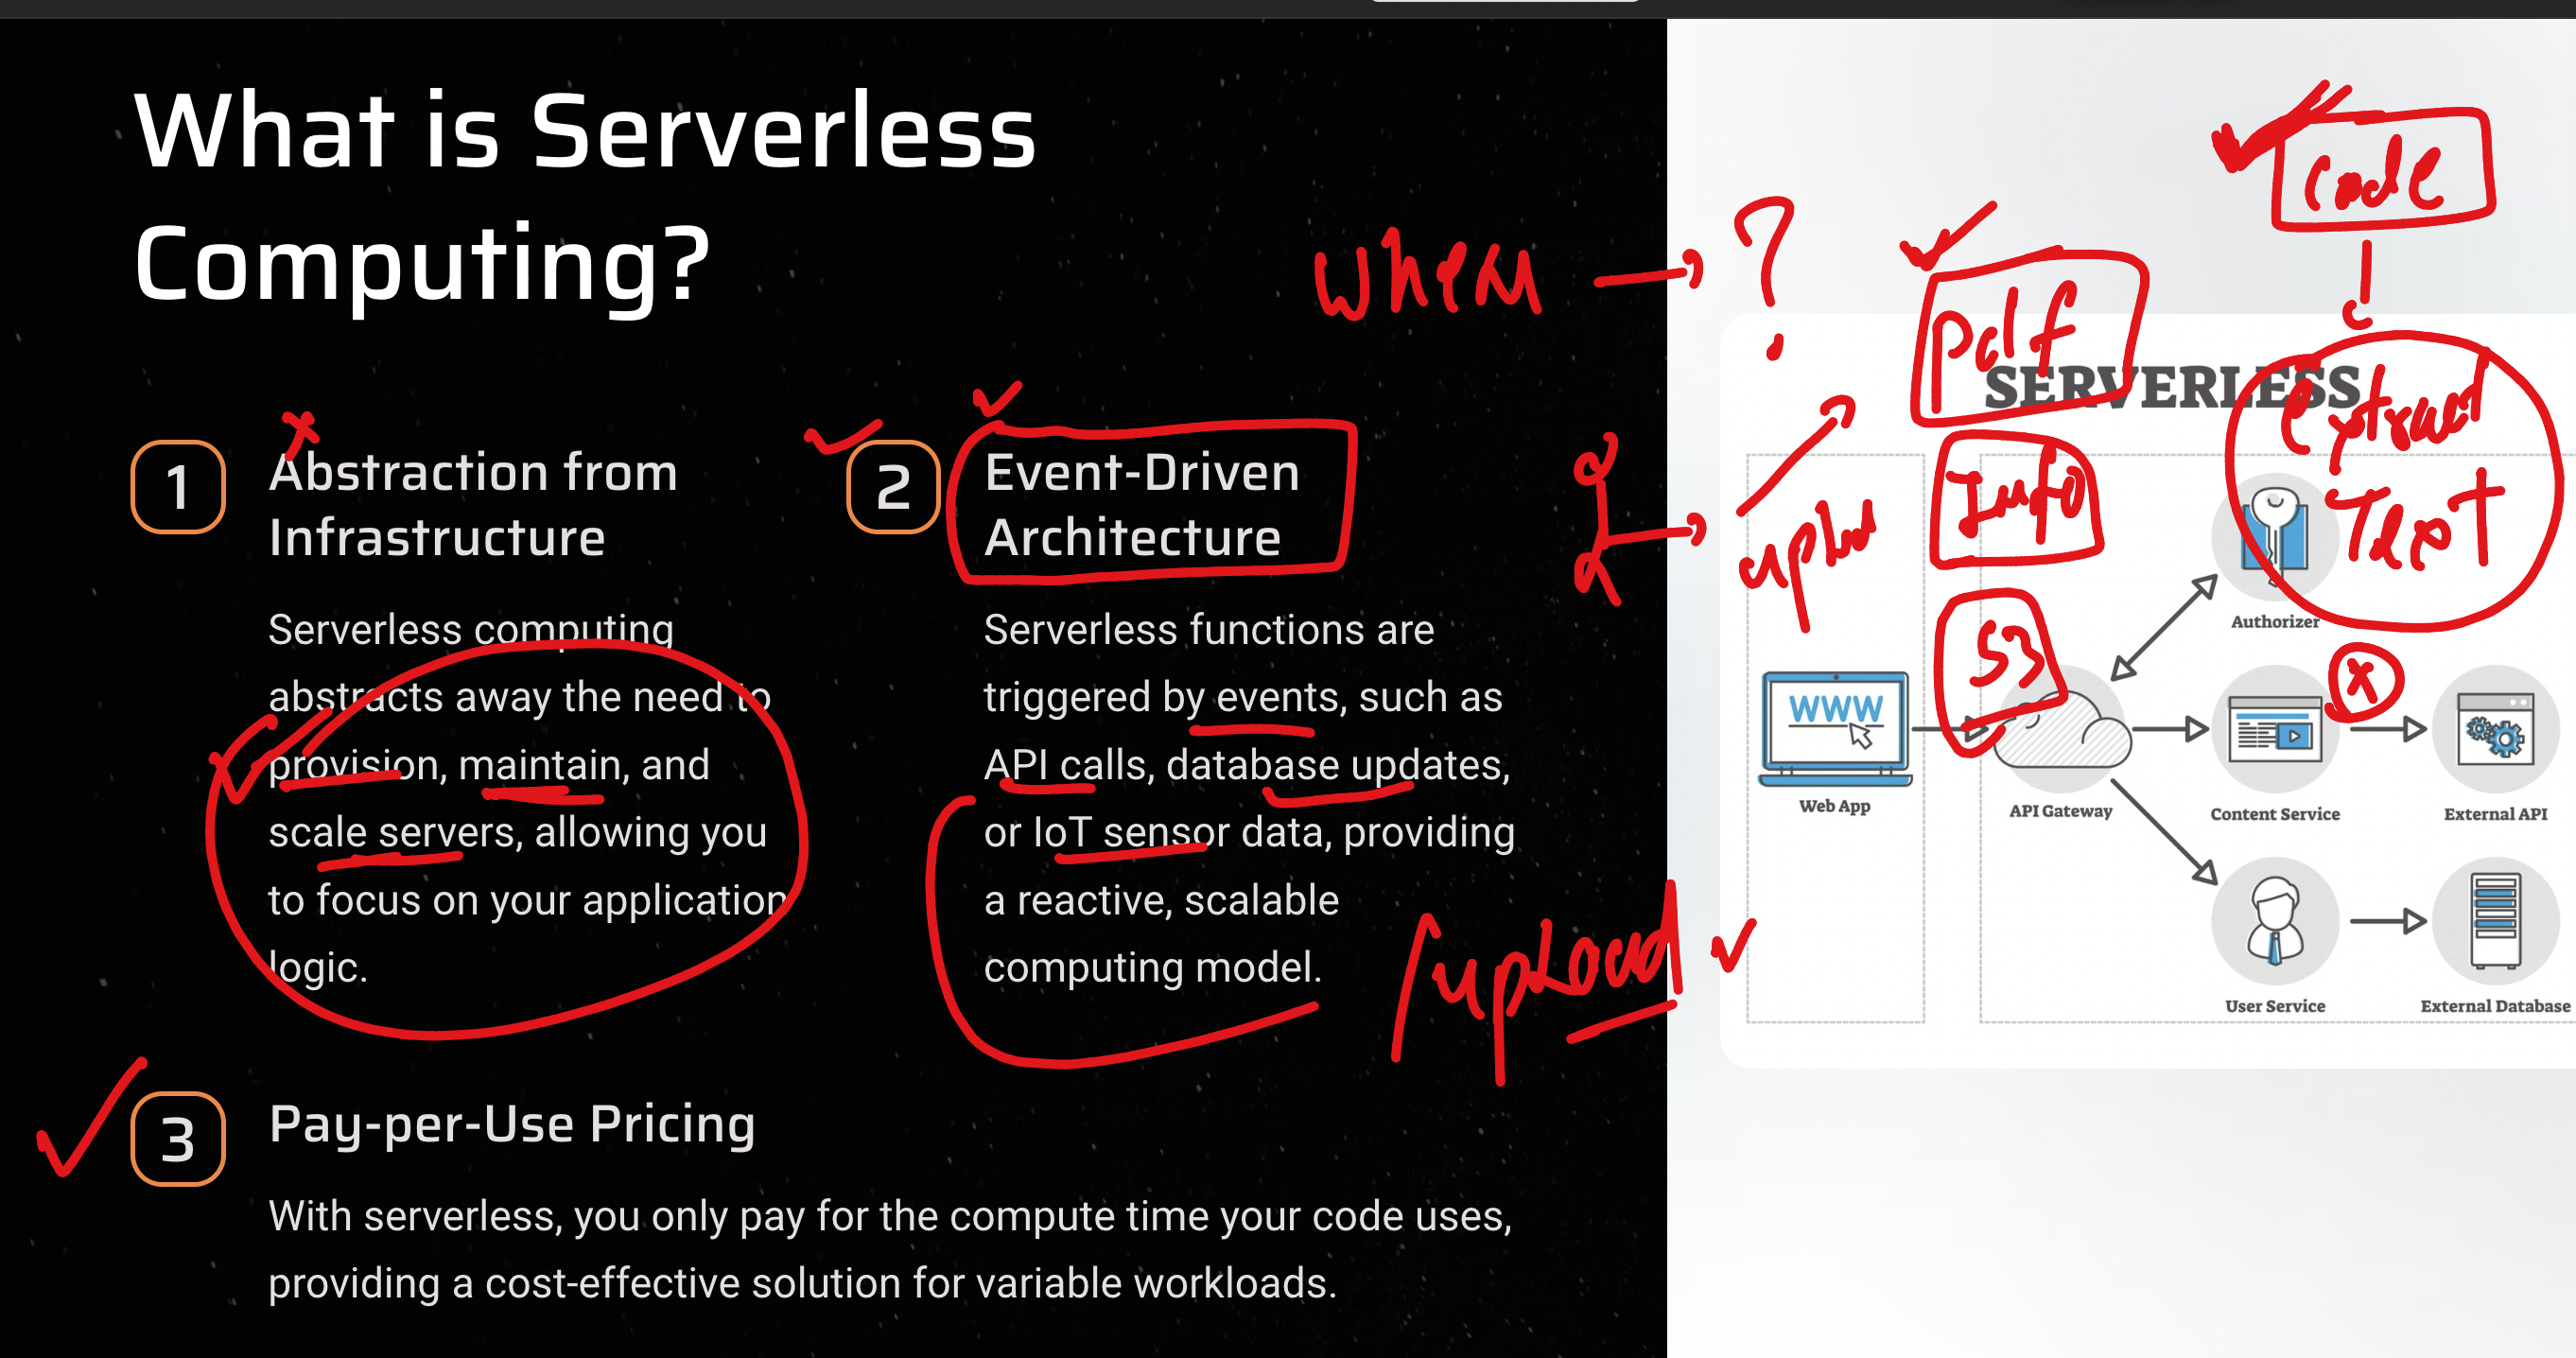 What is Serverless
Computing?
when
?
code
pdf
SERVERLESS
1
Abstraction from
Infrastructure
2
Event-Driven
Architecture
extract
Text
Info
upload
S3
Serverless computing
abstracts away the need to
provision, maintain, and
scale servers, allowing you
to focus on your application
logic.
Serverless functions are
triggered by events, such as
API calls, database updates,
or IoT sensor data, providing
a reactive, scalable
computing model.
/upload
WWW
Web App
API Gateway
Authorizer
Content Service
External API
User Service
External Database
3
Pay-per-Use Pricing
With serverless, you only pay for the compute time your code uses,
providing a cost-effective solution for variable workloads.